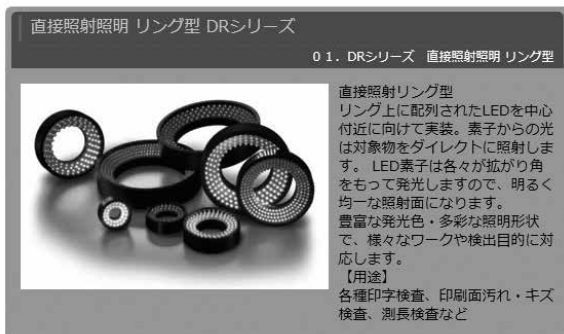 直接照射照明 リング型 DRシリーズ
０１．DRシリーズ　直接照射照明 リング型
直接照射リング型
リング上に配列されたLEDを中心
付近に向けて実装。素子からの光
は対象物をダイレクトに照射しま
す。 LED素子は各々が拡がり角
をもって発光しますので、明るく
均一な照射面になります。
豊富な発光色・多彩な照明形状
で、様々なワークや検出目的に対
応します。
【用途】
各種印字検査、印刷面汚れ・キズ
検査、測長検査など